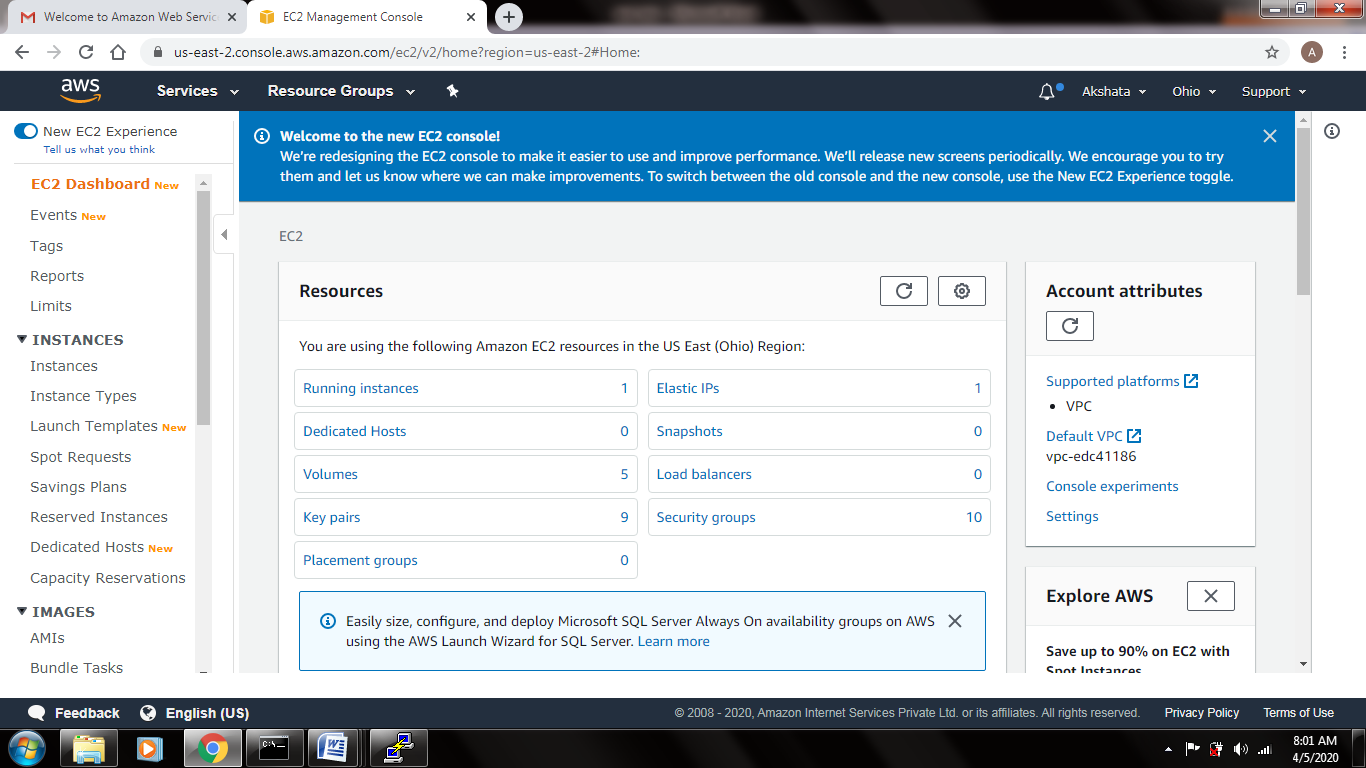 Welcome to Amazon Web Servic
EC2 Management Console
us-east-2.console.aws.amazon.com/ec2/v2/home?region=us-east-2#Home:
A
aws
Services
Resource Groups
Akshata
Ohio
Support
New EC2 Experience
Tell us what you think
EC2 Dashboard New
Events New
Tags
Reports
Limits
INSTANCES
Instances
Instance Types
Launch Templates New
Spot Requests
Savings Plans
Reserved Instances
Dedicated Hosts New
Capacity Reservations
IMAGES
AMIs
Bundle Tasks
Welcome to the new EC2 console!
We're redesigning the EC2 console to make it easier to use and improve performance. We'll release new screens periodically. We encourage you to try
them and let us know where we can make improvements. To switch between the old console and the new console, use the New EC2 Experience toggle.
EC2
Resources
You are using the following Amazon EC2 resources in the US East (Ohio) Region:
Running instances 1
Elastic IPs 1
Dedicated Hosts 0
Snapshots 0
Volumes 5
Load balancers 0
Key pairs 9
Security groups 10
Placement groups 0
Easily size, configure, and deploy Microsoft SQL Server Always On availability groups on AWS
using the AWS Launch Wizard for SQL Server. Learn more
Account attributes
Supported platforms
VPC
Default VPC
vpc-edc41186
Console experiments
Settings
Explore AWS
Save up to 90% on EC2 with
Spot Instances
Feedback
English (US)
© 2008 - 2020, Amazon Internet Services Private Ltd. or its affiliates. All rights reserved.
Privacy Policy
Terms of Use
8:01 AM
4/5/2020